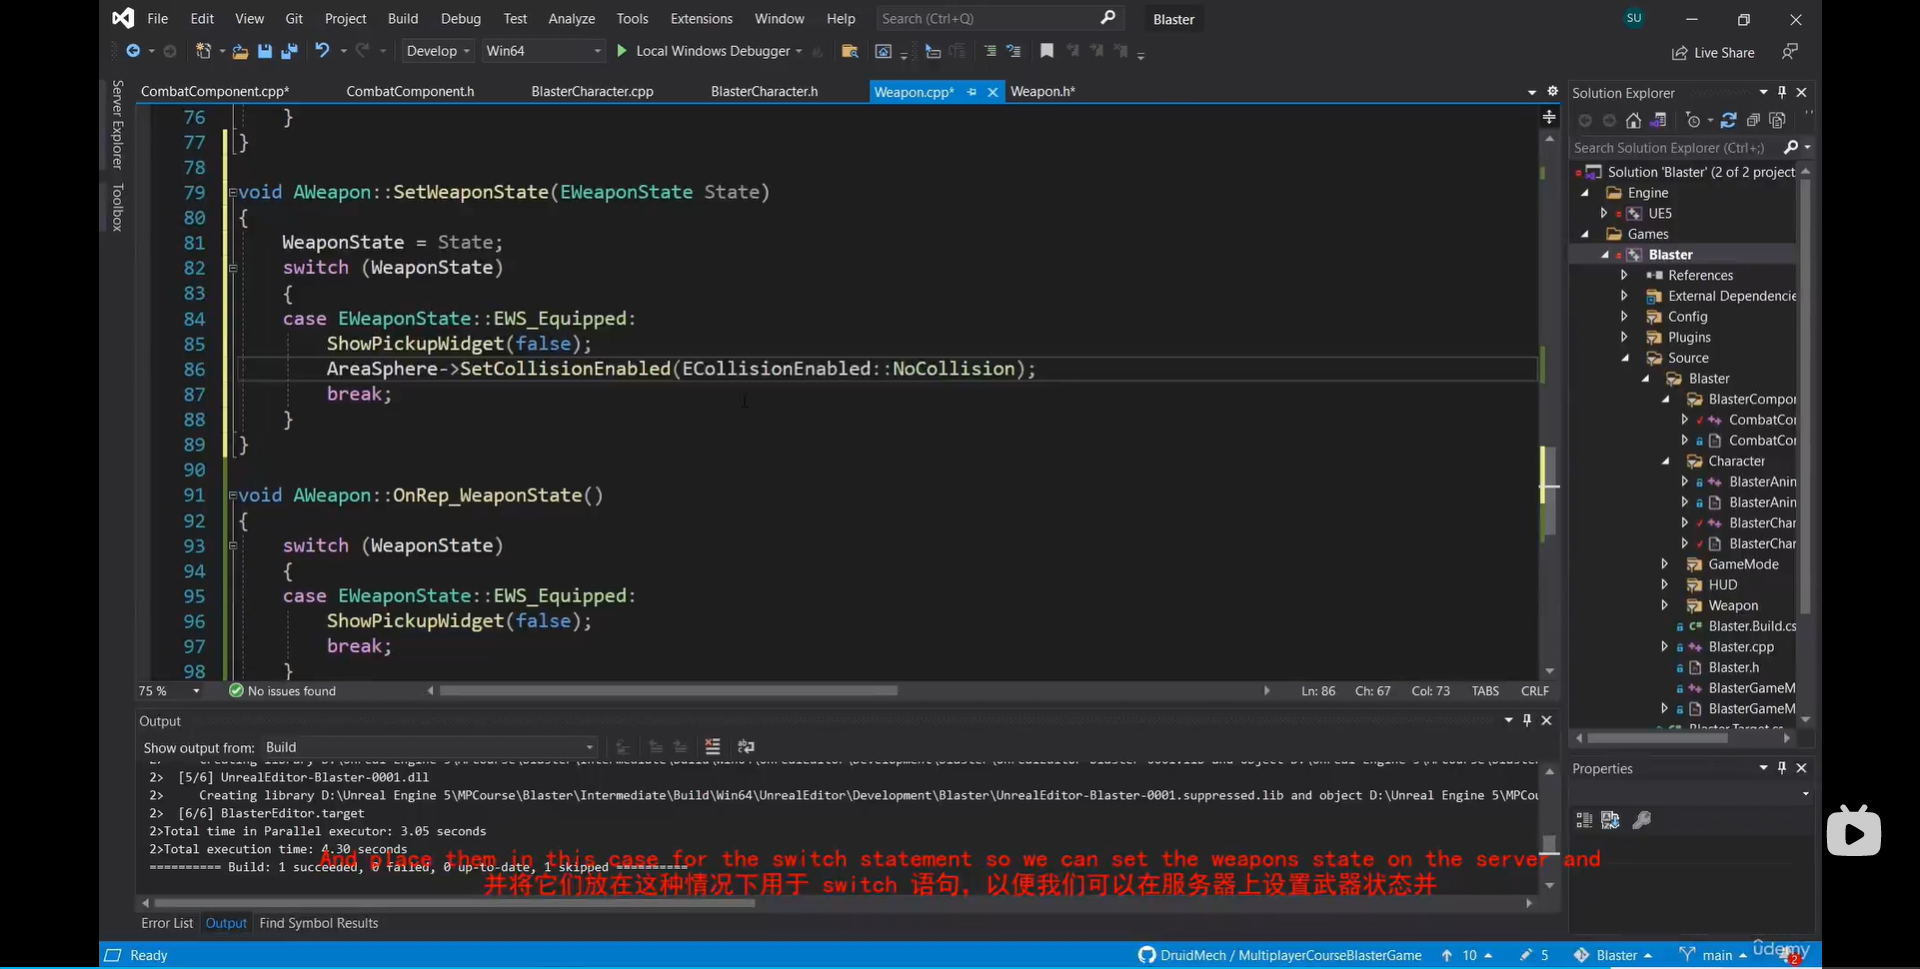 File Edit View Git Project Build Debug Test Analyze Tools Extensions Window Help Search (Ctrl+Q) Blaster SU
Develop Win64 Local Windows Debugger Live Share
Server Explorer
Toolbox
CombatComponent.cpp* CombatComponent.h BlasterCharacter.cpp BlasterCharacter.h Weapon.cpp* Weapon.h*
76 }
77 }
78
79 void AWeapon::SetWeaponState(EWeaponState State)
80 {
81 WeaponState = State;
82 switch (WeaponState)
83 {
84 case EWeaponState::EWS_Equipped:
85 ShowPickupWidget(false);
86 AreaSphere->SetCollisionEnabled(ECollisionEnabled::NoCollision);
87 break;
88 }
89 }
90
91 void AWeapon::OnRep_WeaponState()
92 {
93 switch (WeaponState)
94 {
95 case EWeaponState::EWS_Equipped:
96 ShowPickupWidget(false);
97 break;
98 }
75 % No issues found Ln: 86 Ch: 67 Col: 73 TABS CRLF
Solution Explorer
Search Solution Explorer (Ctrl+;)
Solution 'Blaster' (2 of 2 project
Engine
UE5
Games
Blaster
References
External Dependencie
Config
Plugins
Source
Blaster
BlasterCompor
CombatCo
CombatCo
Character
BlasterAnin
BlasterAnin
BlasterChar
BlasterChar
GameMode
HUD
Weapon
Blaster.Build.cs
Blaster.cpp
Blaster.h
BlasterGameM
BlasterGameM
Blaster.Target.cs
Properties
Output
Show output from: Build
2> [5/6] UnrealEditor-Blaster-0001.dll
2> Creating library D:\Unreal Engine 5\MPCourse\Blaster\Intermediate\Build\Win64\UnrealEditor\Development\Blaster\UnrealEditor-Blaster-0001.suppressed.lib and object D:\Unreal Engine 5\MPCou
2> [6/6] BlasterEditor.target
2>Total time in Parallel executor: 3.05 seconds
2>Total execution time: 4.30 seconds
========== Build: 1 succeeded, 0 failed, 0 up-to-date, 1 skipped ==========
And place them in this case for the switch statement so we can set the weapons state on the server and
并将它们放在这种情况下用于 switch 语句，以便我们可以在服务器上设置武器状态并
Error List Output Find Symbol Results
Ready DruidMech / MultiplayerCourseBlasterGame 10 5 Blaster main 2
ûdemy